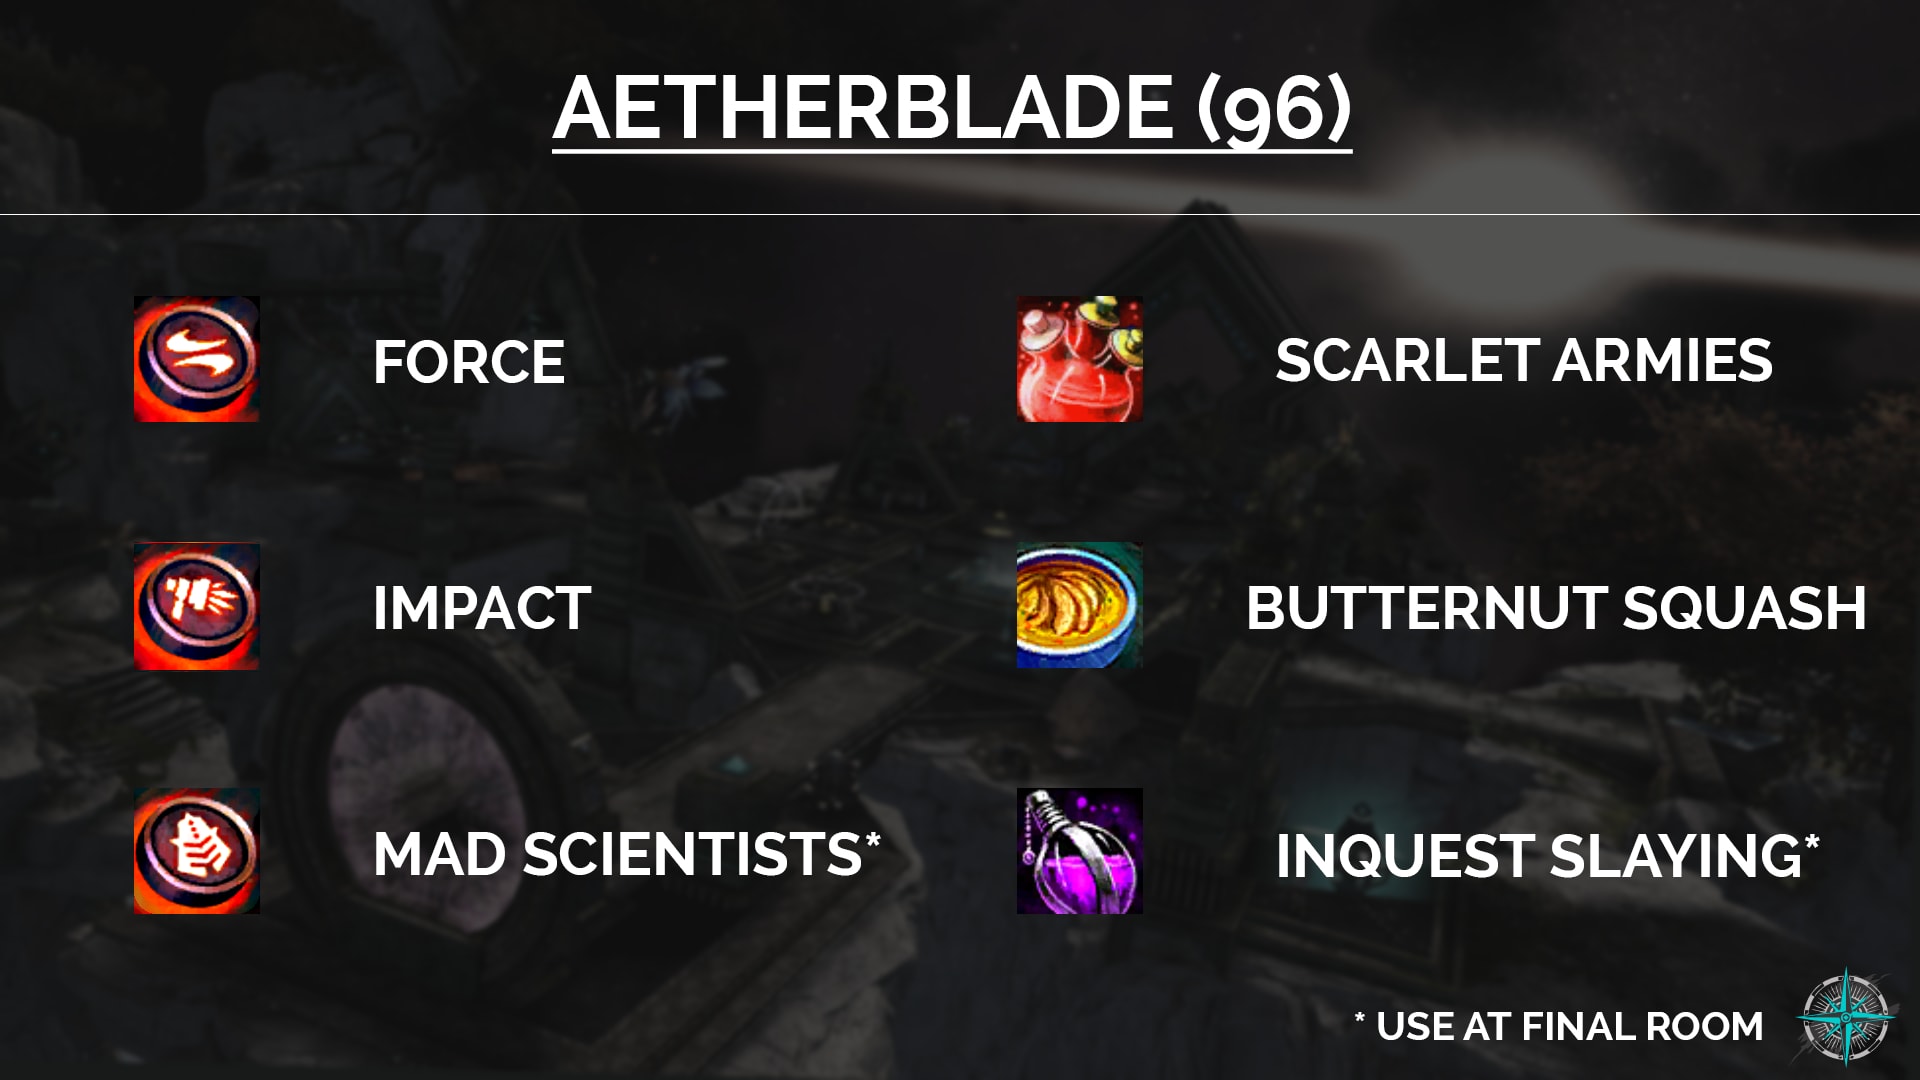 AETHERBLADE (96)
FORCE
SCARLET ARMIES
IMPACT
BUTTERNUT SQUASH
MAD SCIENTISTS*
INQUEST SLAYING*
* USE AT FINAL ROOM